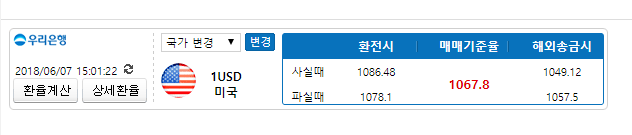 우리은행
2018/06/07 15:01:22
환율계산 상세환율
국가 변경 ▼ 변경
1USD
미국
환전시 매매기준율 해외송금시
사실때 1086.48 1067.8 1049.12
파실때 1078.1 1057.5